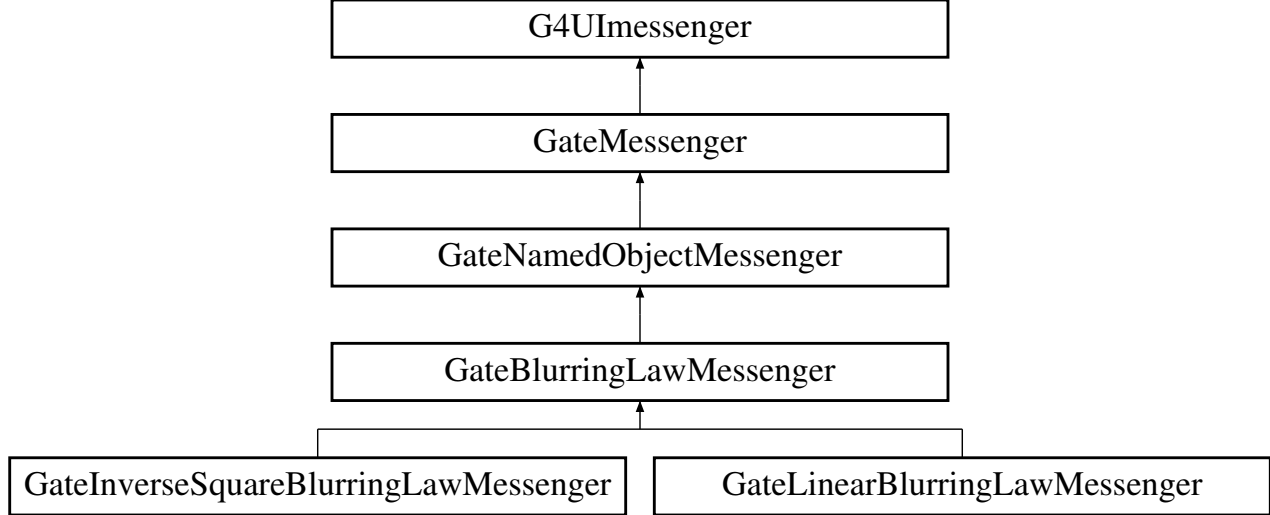 G4UImessenger
GateMessenger
GateNamedObjectMessenger
GateBlurringLawMessenger
GateInverseSquareBlurringLawMessenger
GateLinearBlurringLawMessenger